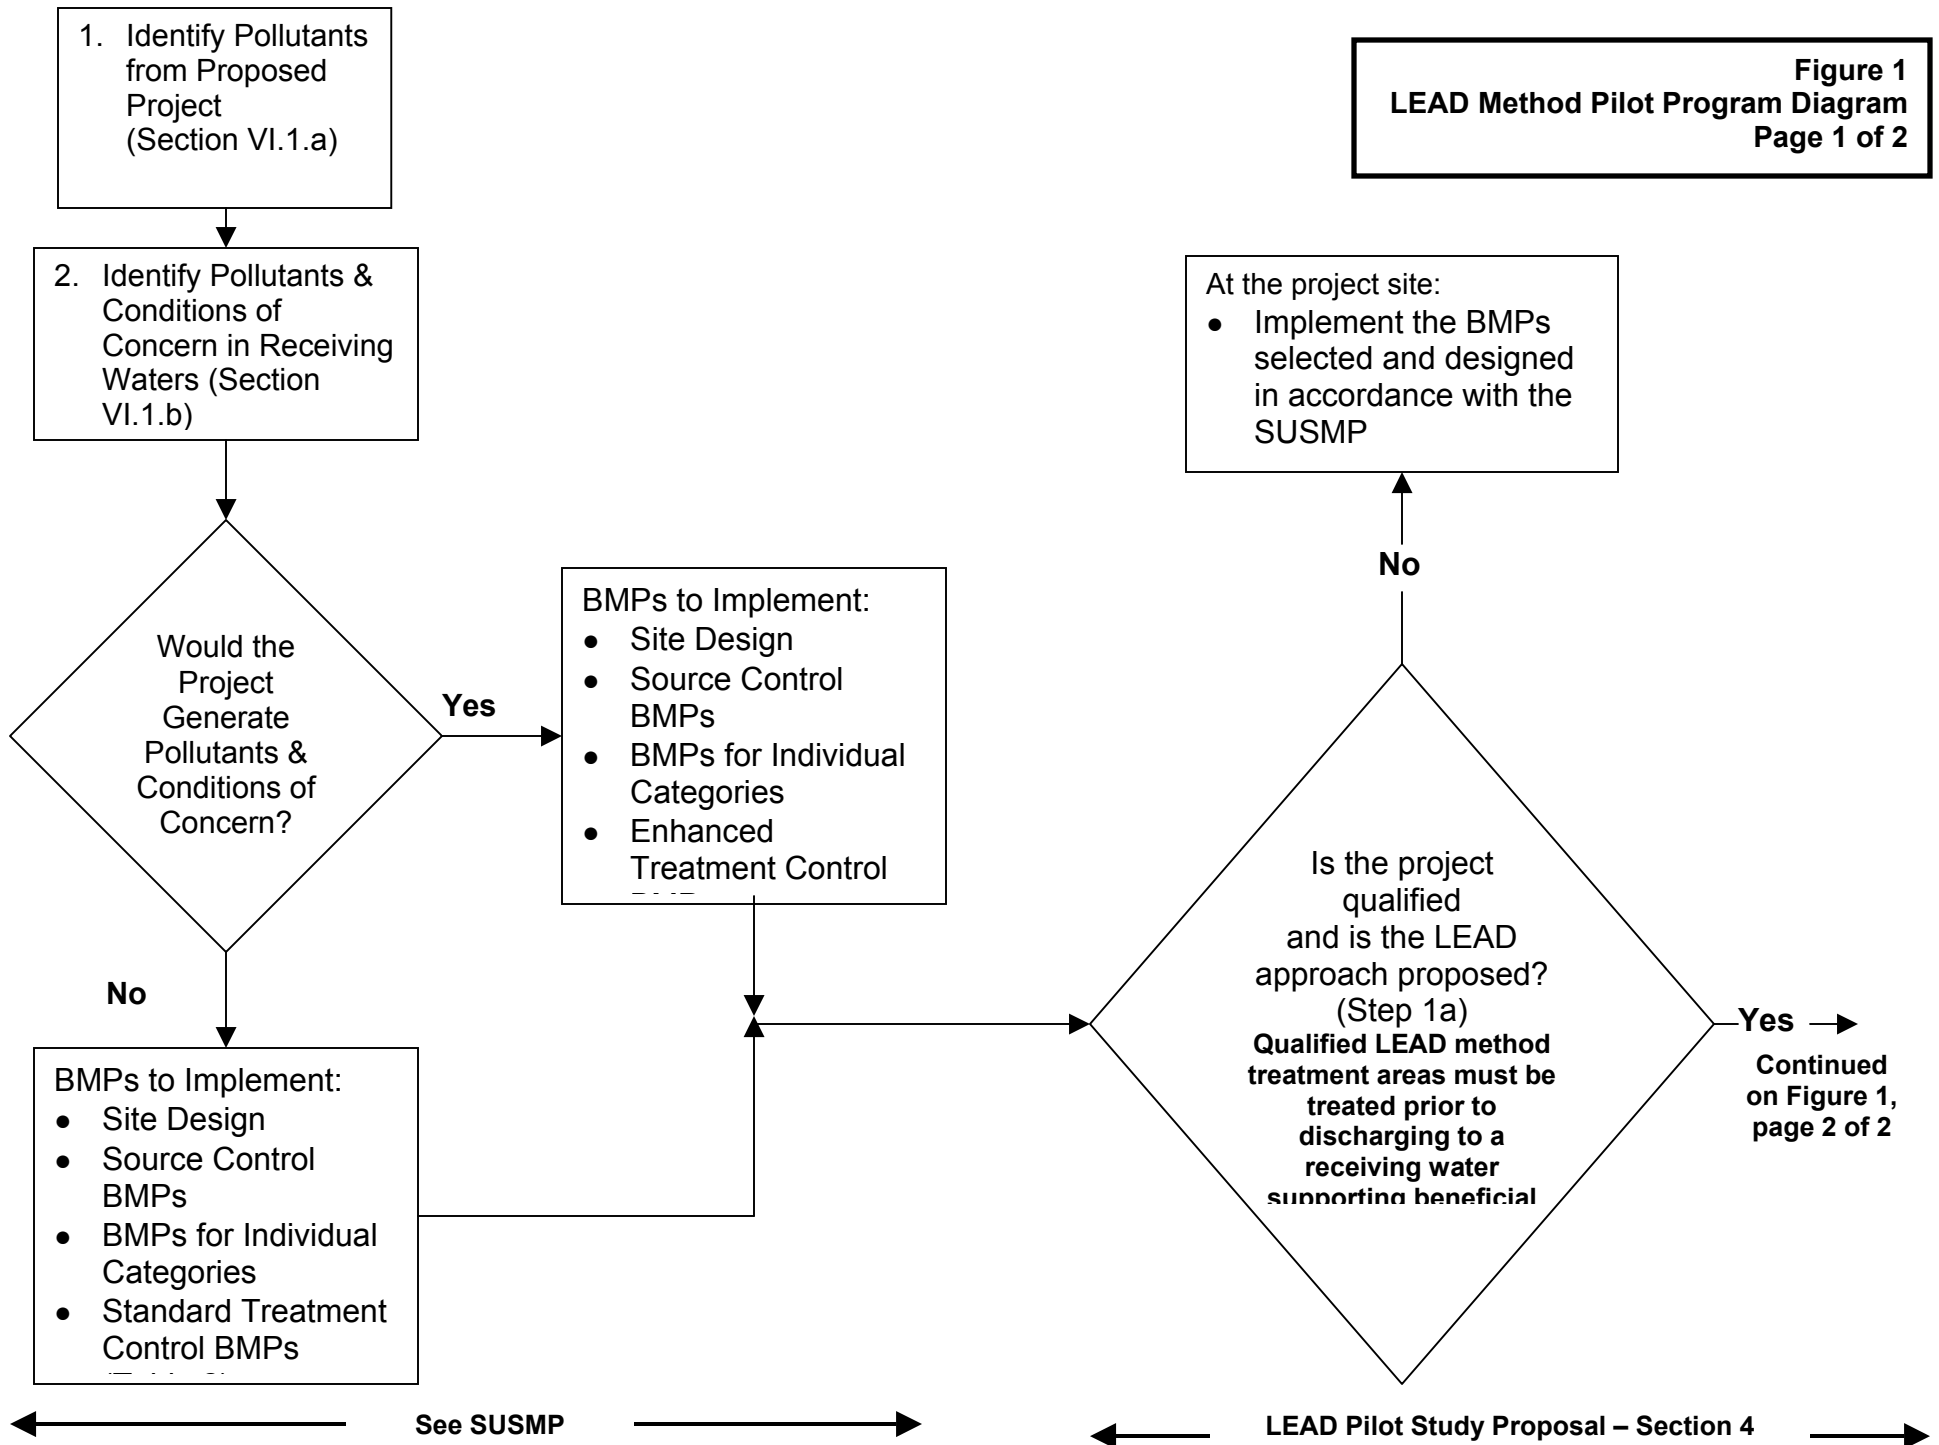 1. Identify Pollutants
from Proposed
Project
(Section VI.1.a)
Figure 1
LEAD Method Pilot Program Diagram
Page 1 of 2
2. Identify Pollutants &
Conditions of
Concern in Receiving
Waters (Section
VI.1.b)
At the project site:
● Implement the BMPs
selected and designed
in accordance with the
SUSMP
No
Would the
Project
Generate
Pollutants &
Conditions of
Concern?
Yes
BMPs to Implement:
● Site Design
● Source Control
BMPs
● BMPs for Individual
Categories
● Enhanced
Treatment Control
No
BMPs to Implement:
● Site Design
● Source Control
BMPs
● BMPs for Individual
Categories
● Standard Treatment
Control BMPs
Is the project
qualified
and is the LEAD
approach proposed?
(Step 1a)
Qualified LEAD method
treatment areas must be
treated prior to
discharging to a
receiving water
supporting beneficial
Yes
Continued
on Figure 1,
page 2 of 2
See SUSMP
LEAD Pilot Study Proposal – Section 4